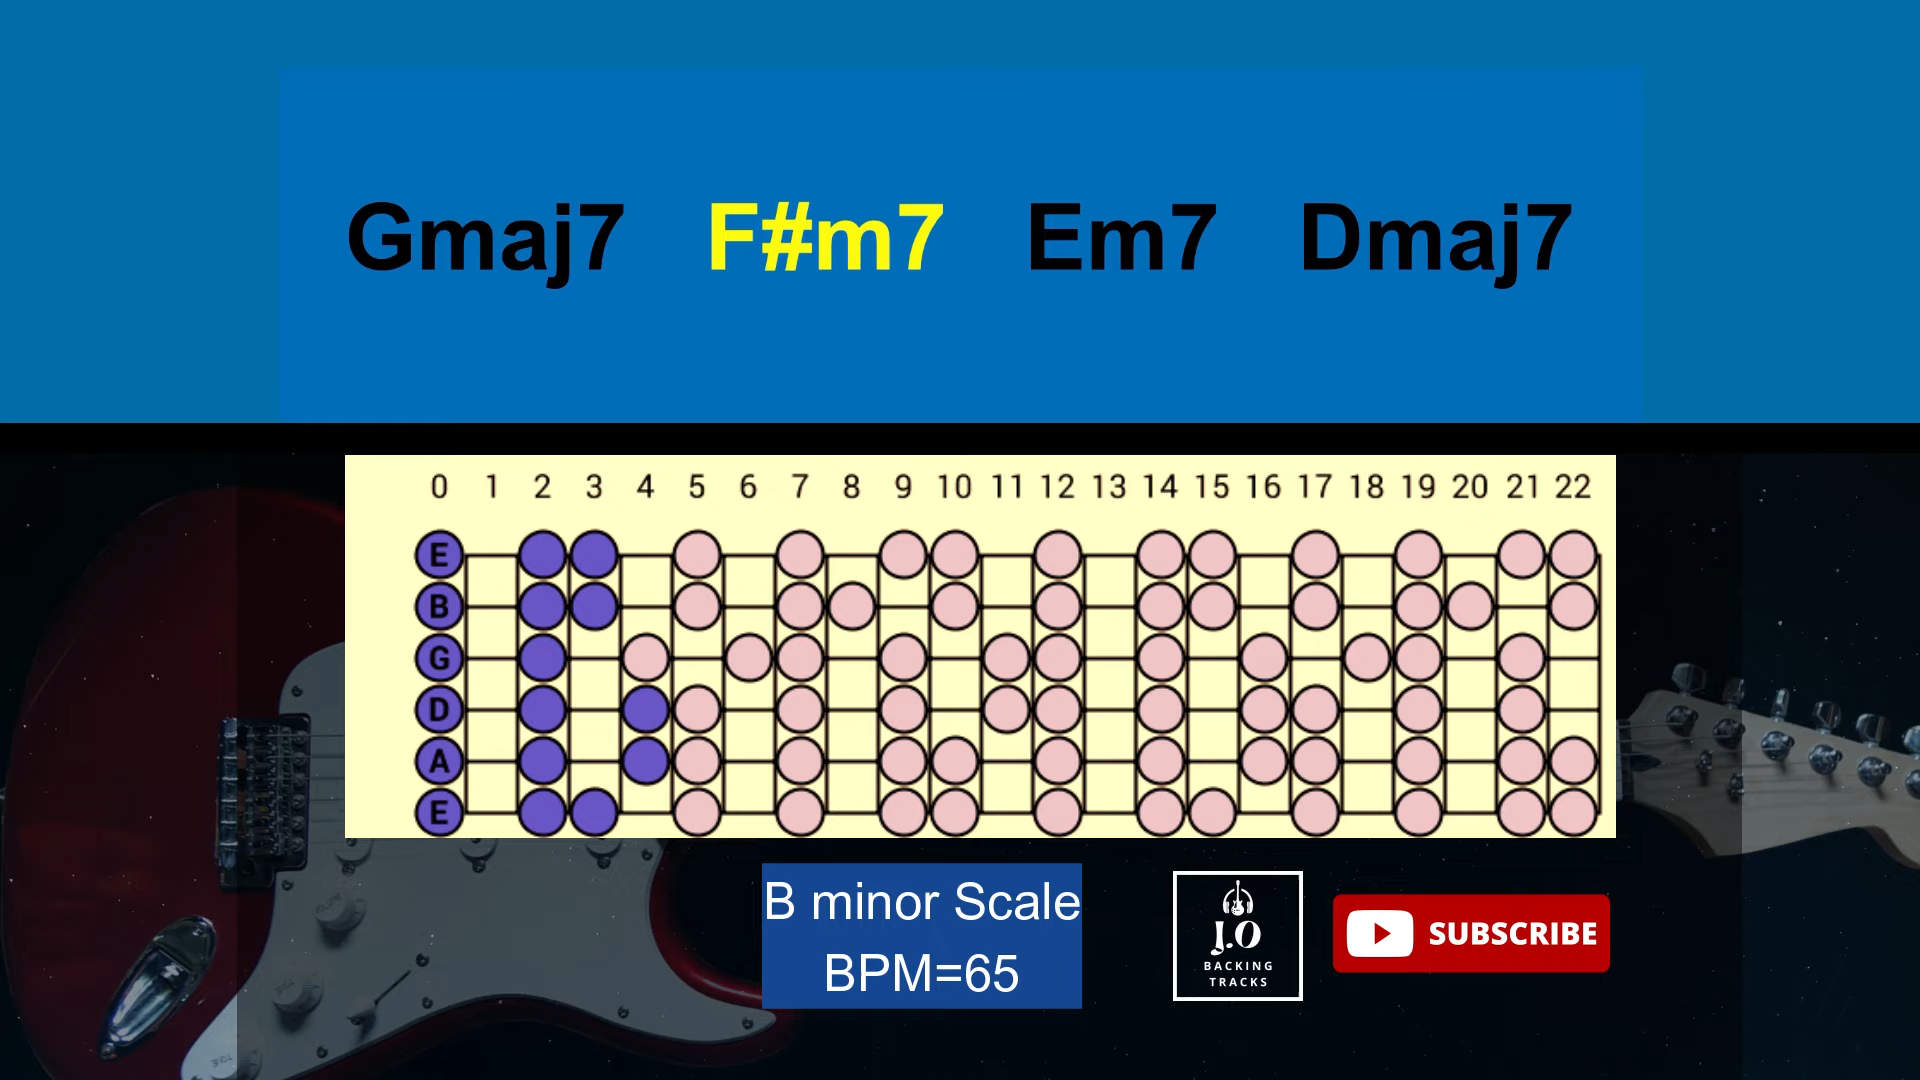 Gmaj7 F#m7 Em7 Dmaj7
0 1 2 3 4 5 6 7 8 9 10 11 12 13 14 15 16 17 18 19 20 21 22
E
B
G
D
A
E
B minor Scale
BPM=65
J.O
BACKING
TRACKS
SUBSCRIBE